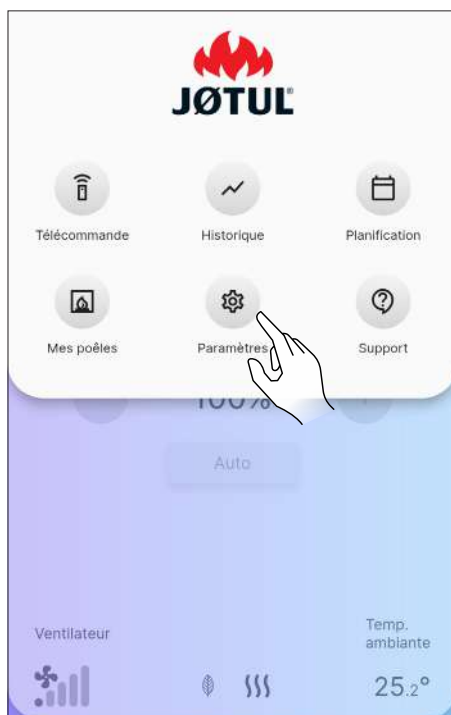 JØTUL®
Télécommande
Historique
Planification
Mes poêles
Paramètres
Support
100%
Auto
Ventilateur
Temp.
ambiante
25.2°